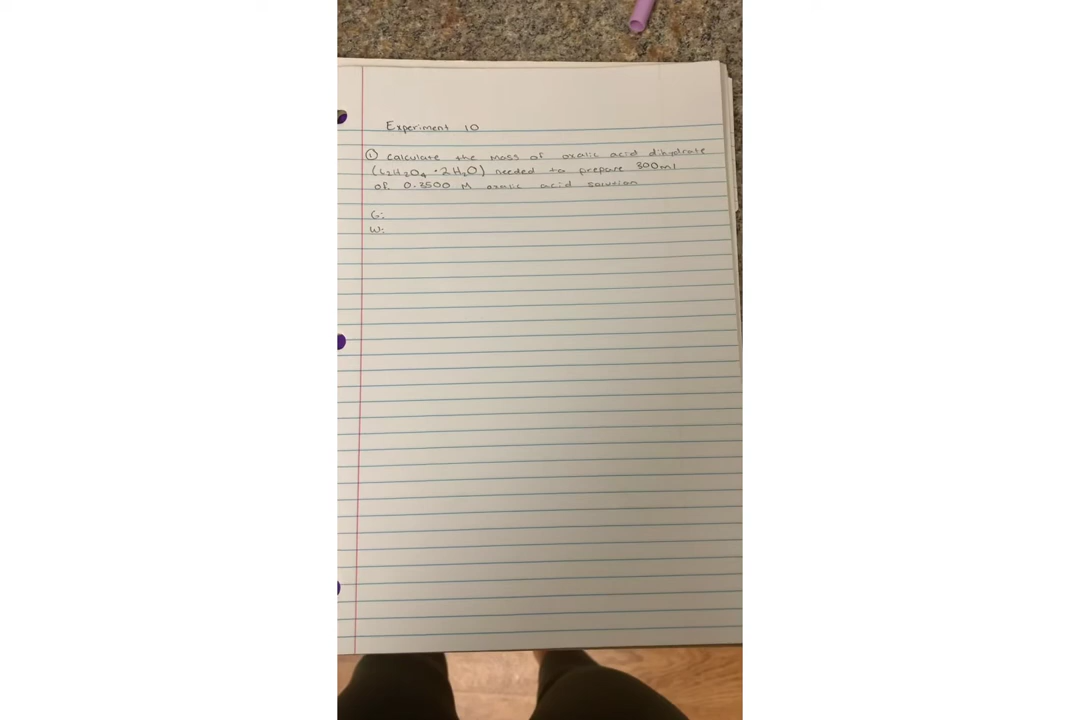 Experiment 10
① Calculate the mass of oxalic acid dihydrate
(C₂H₂O₄ • 2H₂O) needed to prepare 300ml
of 0.3500 M oxalic acid solution
G:
W: